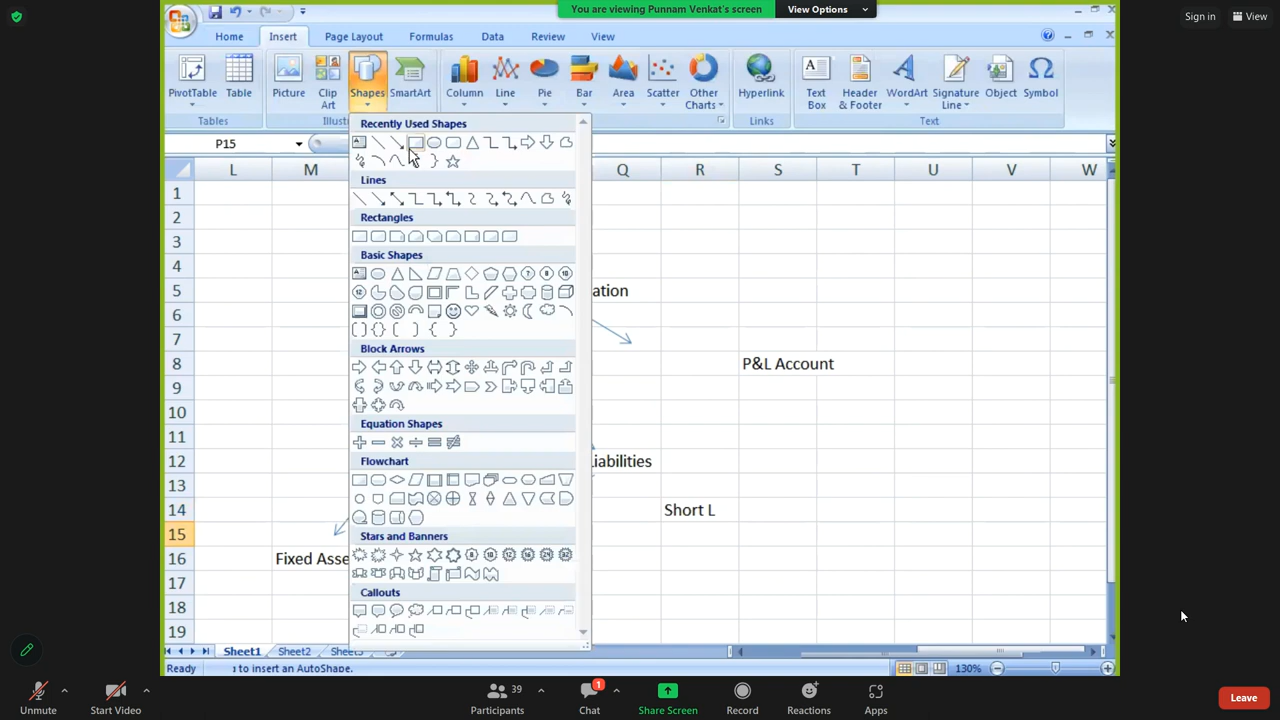 You are viewing Punnam Venkat's screen
View Options
Sign in
View
Home Insert Page Layout Formulas Data Review View
PivotTable
Table
Picture
Clip Art
Shapes
SmartArt
Column
Line
Pie
Bar
Area
Scatter
Other Charts
Hyperlink
Text Box
Header & Footer
WordArt
Signature Line
Object
Symbol
Tables
Illust
Links
Text
P15
Recently Used Shapes
Lines
Rectangles
Basic Shapes
Block Arrows
Equation Shapes
Flowchart
Stars and Banners
Callouts
L M Q R S T U V W
1
2
3
4
5
ation
6
7
8
P&L Account
9
10
11
12
Liabilities
13
14
Short L
15
16
Fixed Asse
17
18
19
Sheet1 Sheet2 Sheet3
Ready
to insert an AutoShape.
130%
Unmute
Start Video
39
Participants
1
Chat
Share Screen
Record
Reactions
Apps
Leave